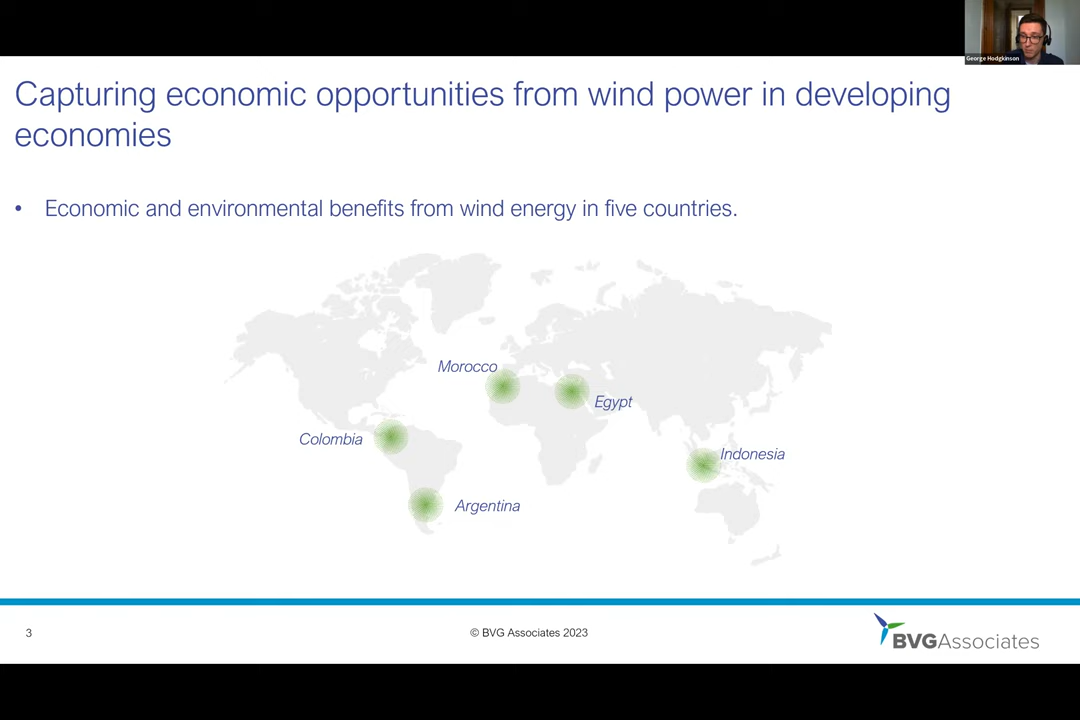 George Hodgkinson
Capturing economic opportunities from wind power in developing
economies
• Economic and environmental benefits from wind energy in five countries.
Morocco
Egypt
Colombia
Indonesia
Argentina
3
© BVG Associates 2023
BVGAssociates